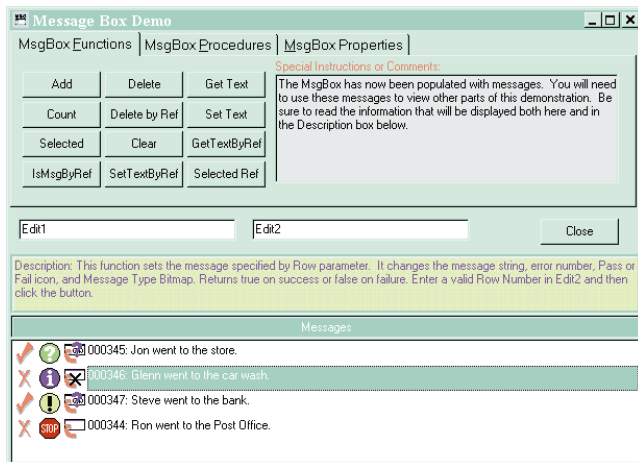 Message Box Demo
MsgBox Functions MsgBox Procedures MsgBox Properties
Special Instructions or Comments:
Add Delete Get Text
Count Delete by Ref Set Text
Selected Clear GetTextByRef
IsMsgByRef SetTextByRef Selected Ref
The MsgBox has now been populated with messages. You will need
to use these messages to view other parts of this demonstration. Be
sure to read the information that will be displayed both here and in
the Description box below.
Edit1 Edit2 Close
Description: This function sets the message specified by Row parameter. It changes the message string, error number, Pass or
Fail icon, and Message Type Bitmap. Returns true on success or false on failure. Enter a valid Row Number in Edit2 and then
click the button.
Messages
000345: Jon went to the store.
000346: Glenn went to the car wash.
000347: Steve went to the bank.
STOP 000344: Ron went to the Post Office.